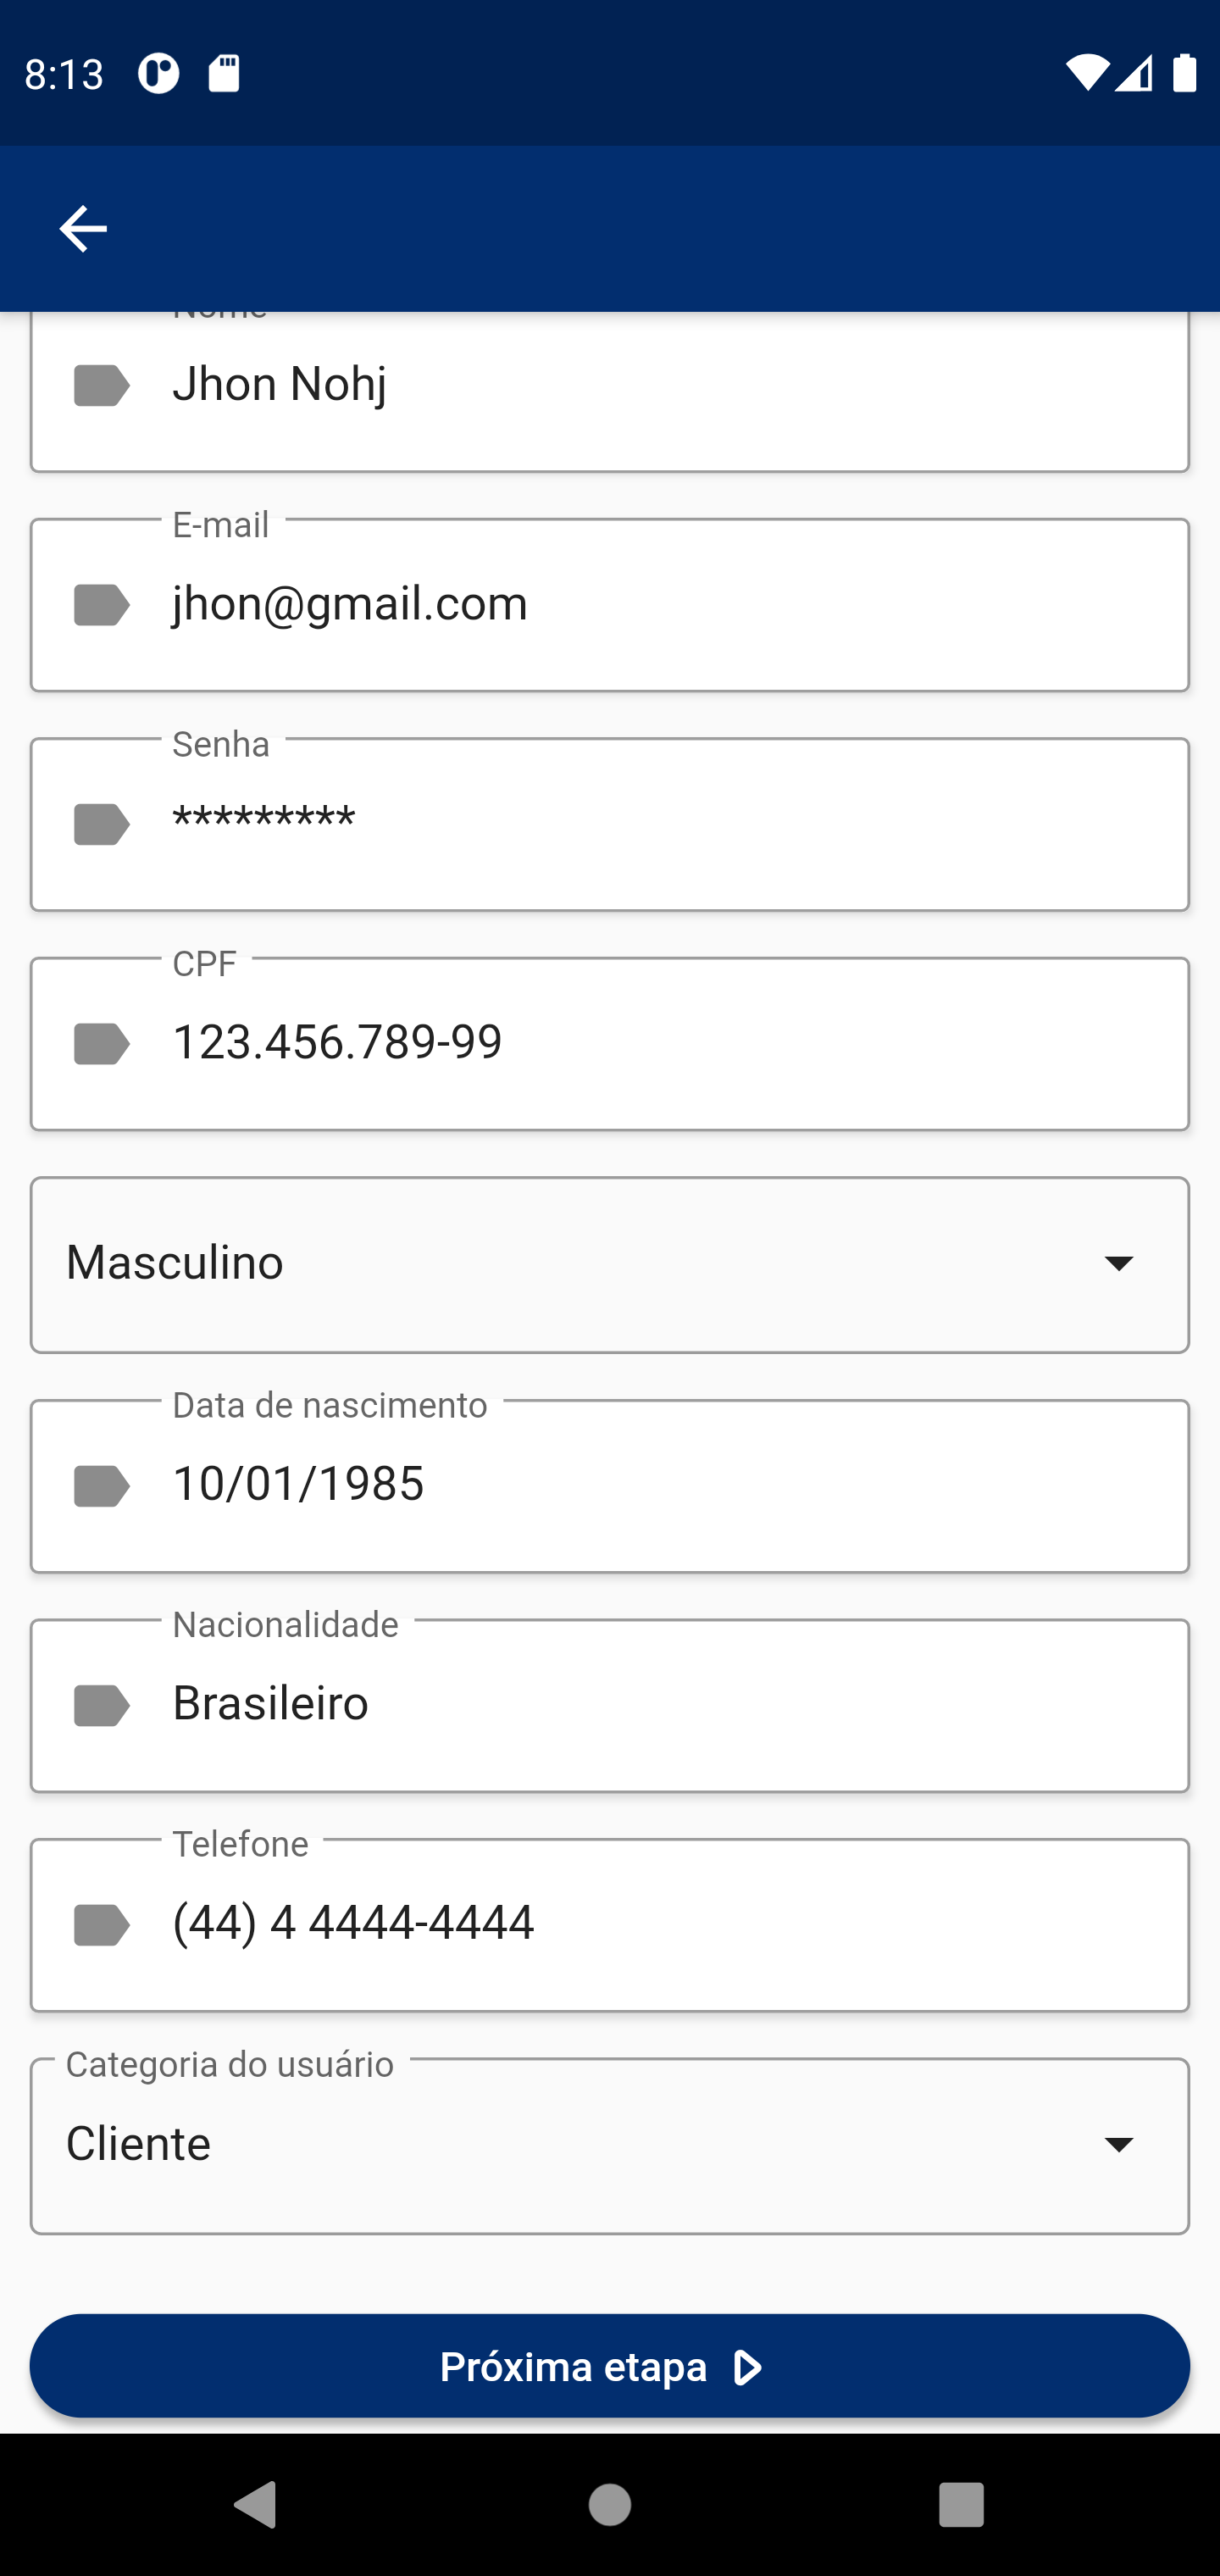 8:13
Nome
Jhon Nohj
E-mail
jhon@gmail.com
Senha
*********
CPF
123.456.789-99
Masculino
Data de nascimento
10/01/1985
Nacionalidade
Brasileiro
Telefone
(44) 4 4444-4444
Categoria do usuário
Cliente
Próxima etapa